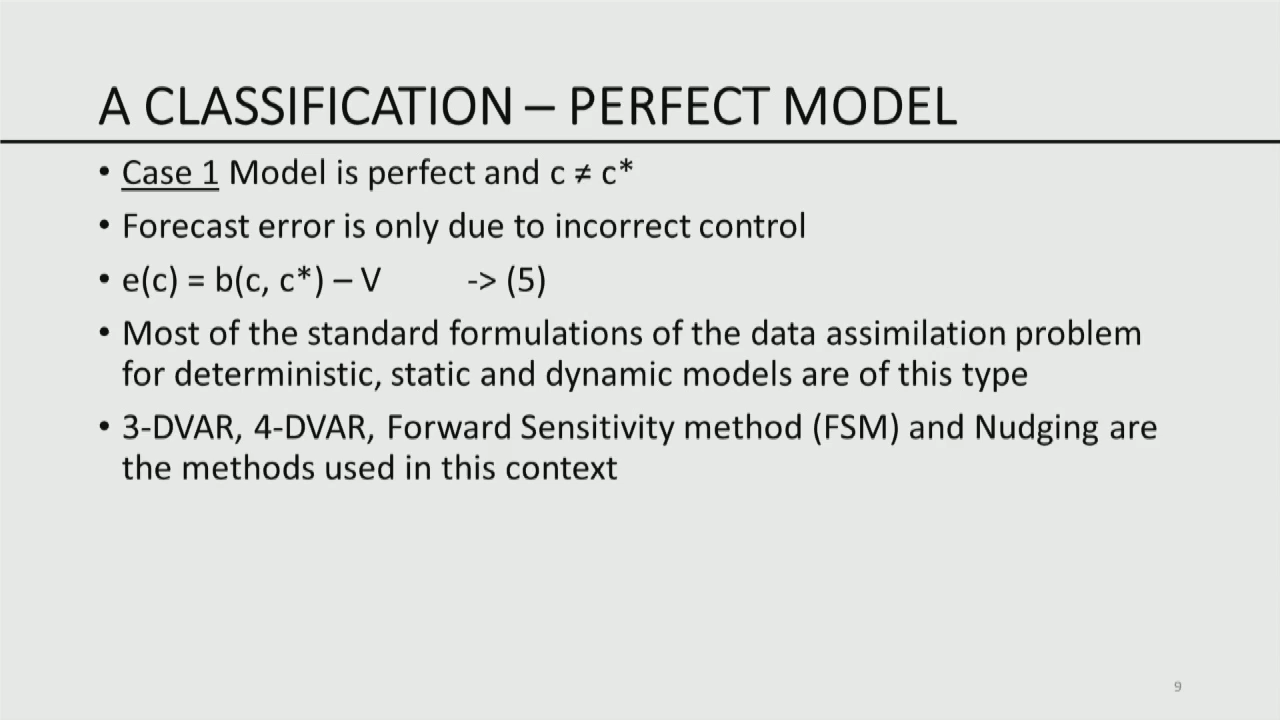 A CLASSIFICATION – PERFECT MODEL
• Case 1 Model is perfect and c ≠ c*
• Forecast error is only due to incorrect control
• e(c) = b(c, c*) – V -> (5)
• Most of the standard formulations of the data assimilation problem
for deterministic, static and dynamic models are of this type
• 3-DVAR, 4-DVAR, Forward Sensitivity method (FSM) and Nudging are
the methods used in this context
9